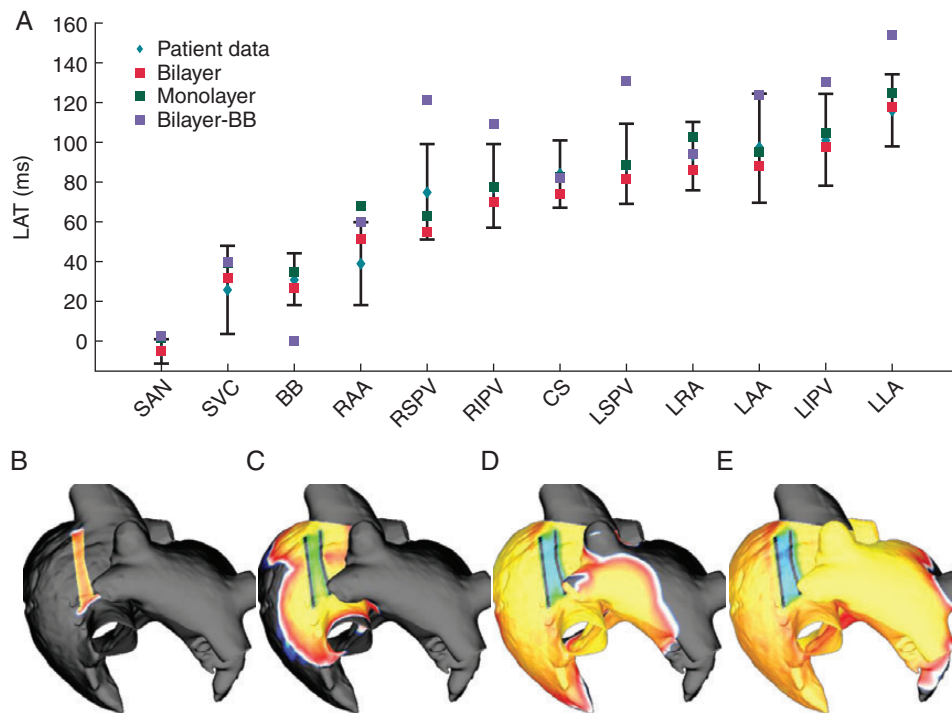 A
160
140
120
100
80
60
40
20
0
LAT (ms)
Patient data
Bilayer
Monolayer
Bilayer-BB
SAN
SVC
BB
RAA
RSPV
RIPV
CS
LSPV
LRA
LAA
LIPV
LLA
B
C
D
E